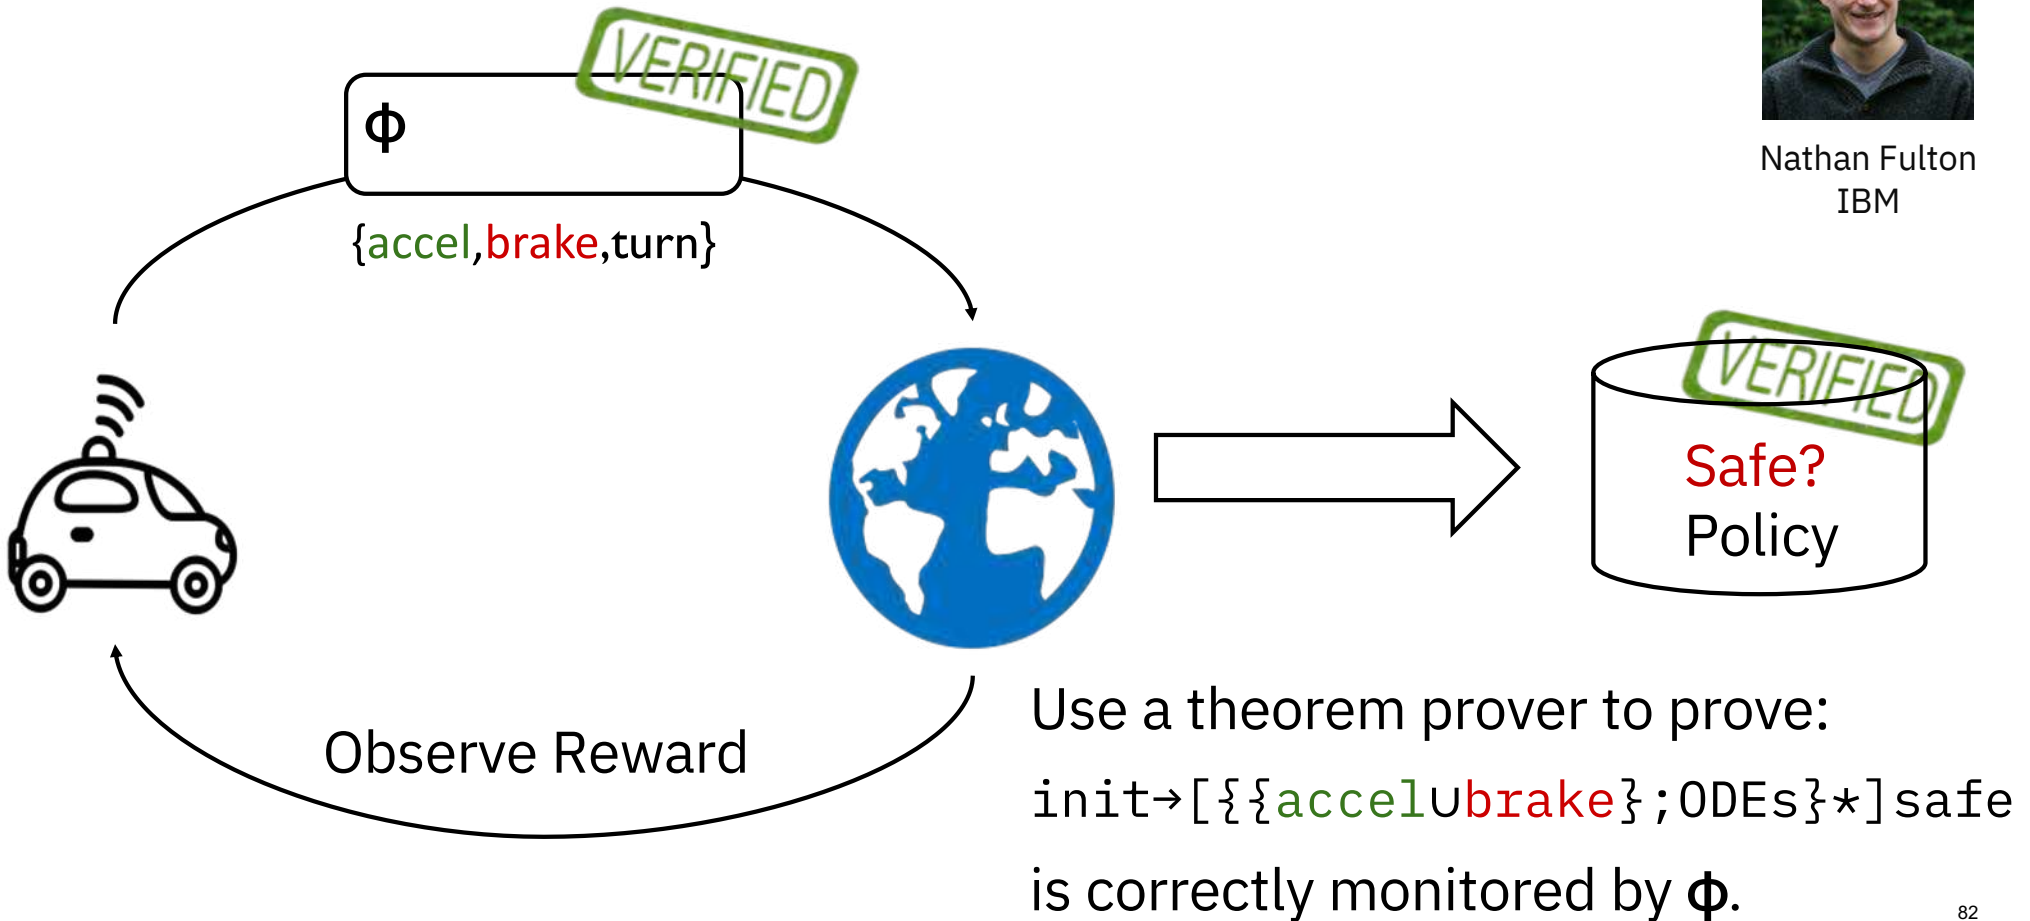 VERIFIED
ϕ
{accel,brake,turn}
Nathan Fulton
IBM
VERIFIED
Safe?
Policy
Observe Reward
Use a theorem prover to prove:
init→[{{accel∪brake};ODEs}*]safe
is correctly monitored by ϕ.
82